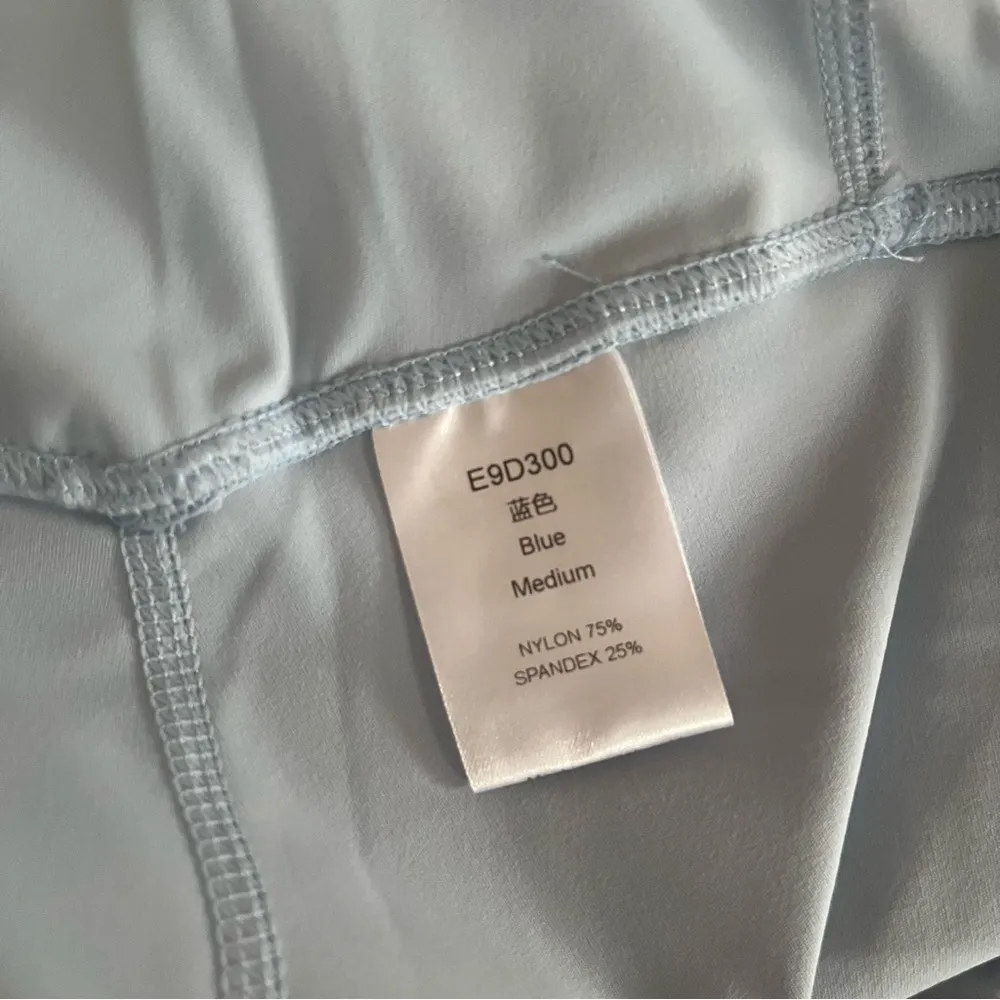 E9D300
蓝色
Blue
Medium
NYLON 75%
SPANDEX 25%